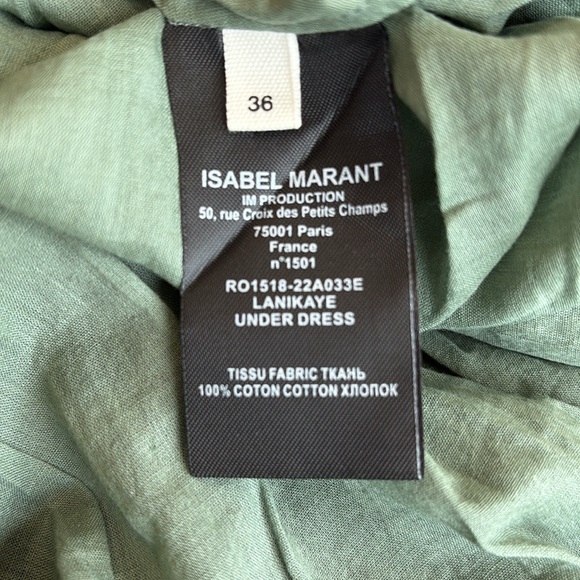 36
ISABEL MARANT
IM PRODUCTION
50, rue Croix des Petits Champs
75001 Paris
France
n°1501
RO1518-22A033E
LANIKAYE
UNDER DRESS
TISSU FABRIC ТКАНЬ
100% COTON COTTON ХЛОПОК